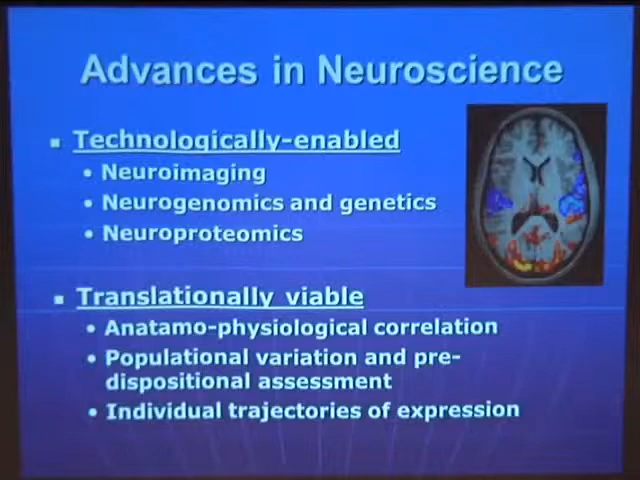 Advances in Neuroscience
▪ Technologically-enabled
• Neuroimaging
• Neurogenomics and genetics
• Neuroproteomics
▪ Translationally viable
• Anatamo-physiological correlation
• Populational variation and pre-
dispositional assessment
• Individual trajectories of expression